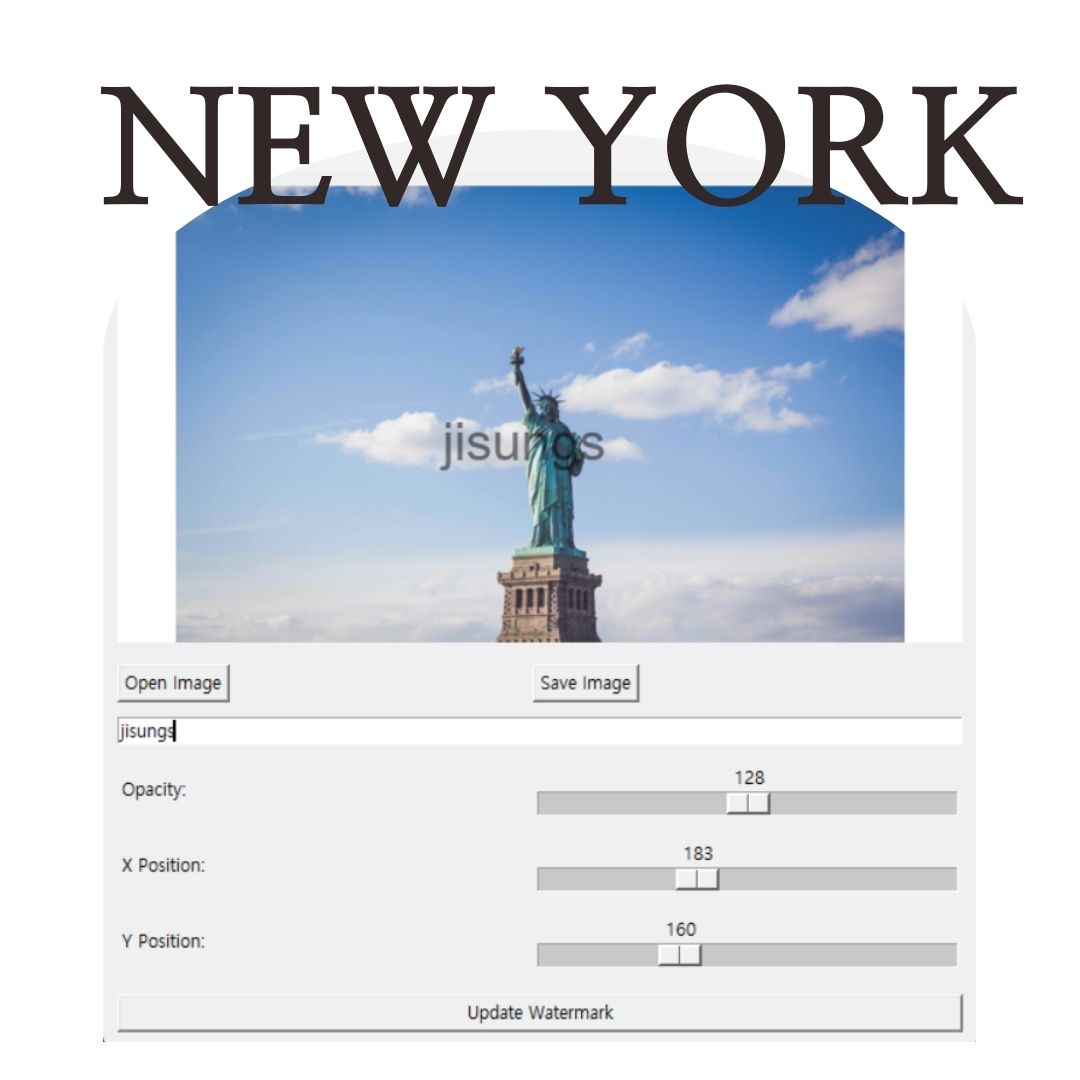 NEW YORK
jisungs
Open Image Save Image
jisungs
128
Opacity:
183
X Position:
160
Y Position:
Update Watermark